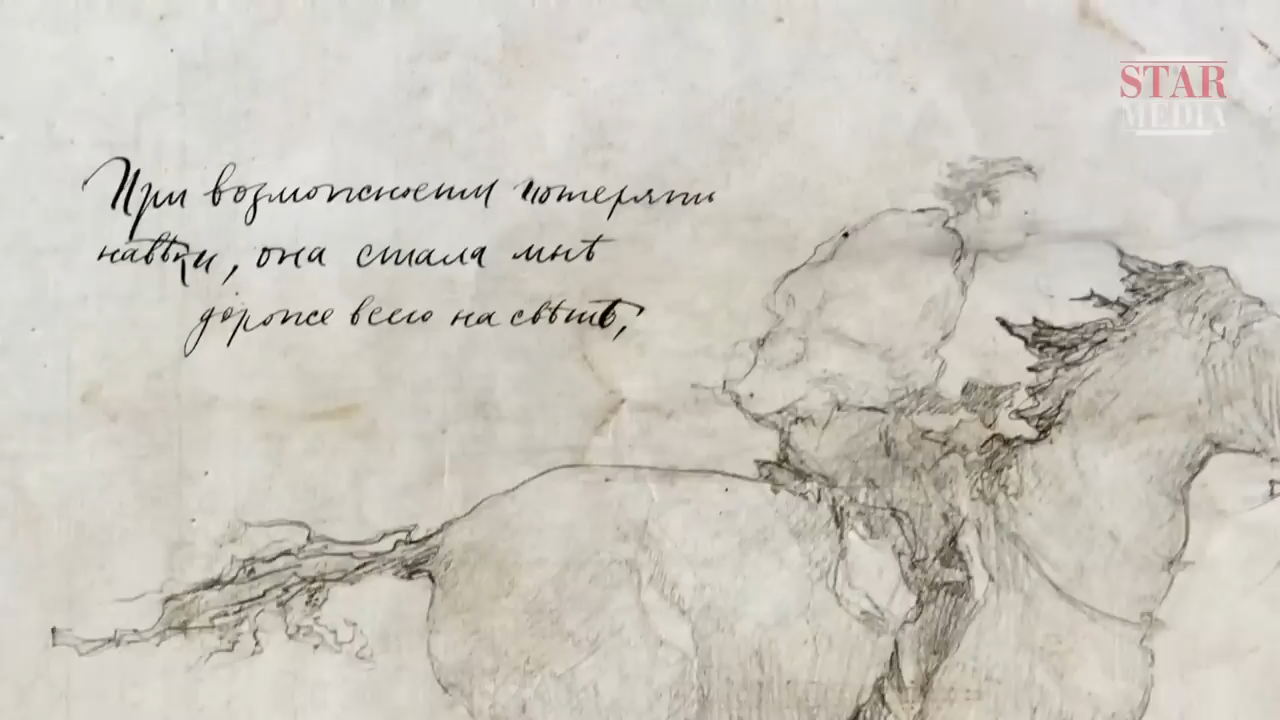 STAR
MEDIA
При возможности потерять
навѣки, она стала мнѣ
дороже всего на свѣтѣ,